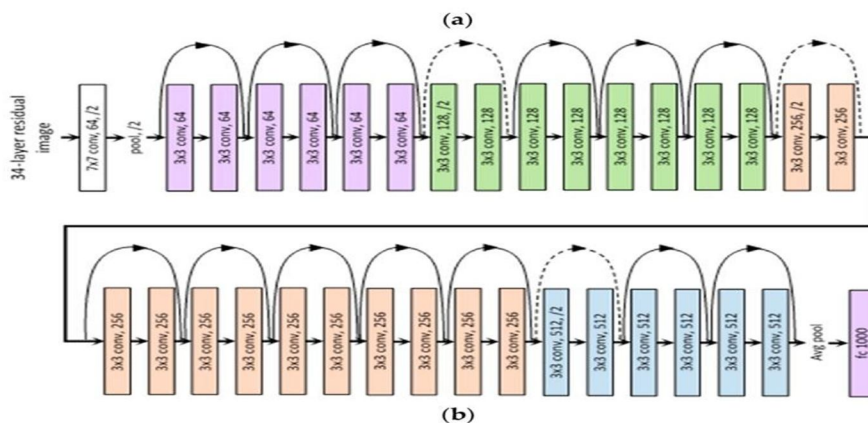 (a)
34-layer residual
image
7x7 conv, 64, /2
pool, /2
3x3 conv, 64
3x3 conv, 64
3x3 conv, 64
3x3 conv, 64
3x3 conv, 64
3x3 conv, 64
3x3 conv, 128, /2
3x3 conv, 128
3x3 conv, 128
3x3 conv, 128
3x3 conv, 128
3x3 conv, 128
3x3 conv, 128
3x3 conv, 128
3x3 conv, 256, /2
3x3 conv, 256
3x3 conv, 256
3x3 conv, 256
3x3 conv, 256
3x3 conv, 256
3x3 conv, 256
3x3 conv, 256
3x3 conv, 256
3x3 conv, 256
3x3 conv, 256
3x3 conv, 256
3x3 conv, 512, /2
3x3 conv, 512
3x3 conv, 512
3x3 conv, 512
3x3 conv, 512
3x3 conv, 512
Avg pool
fc 1000
(b)